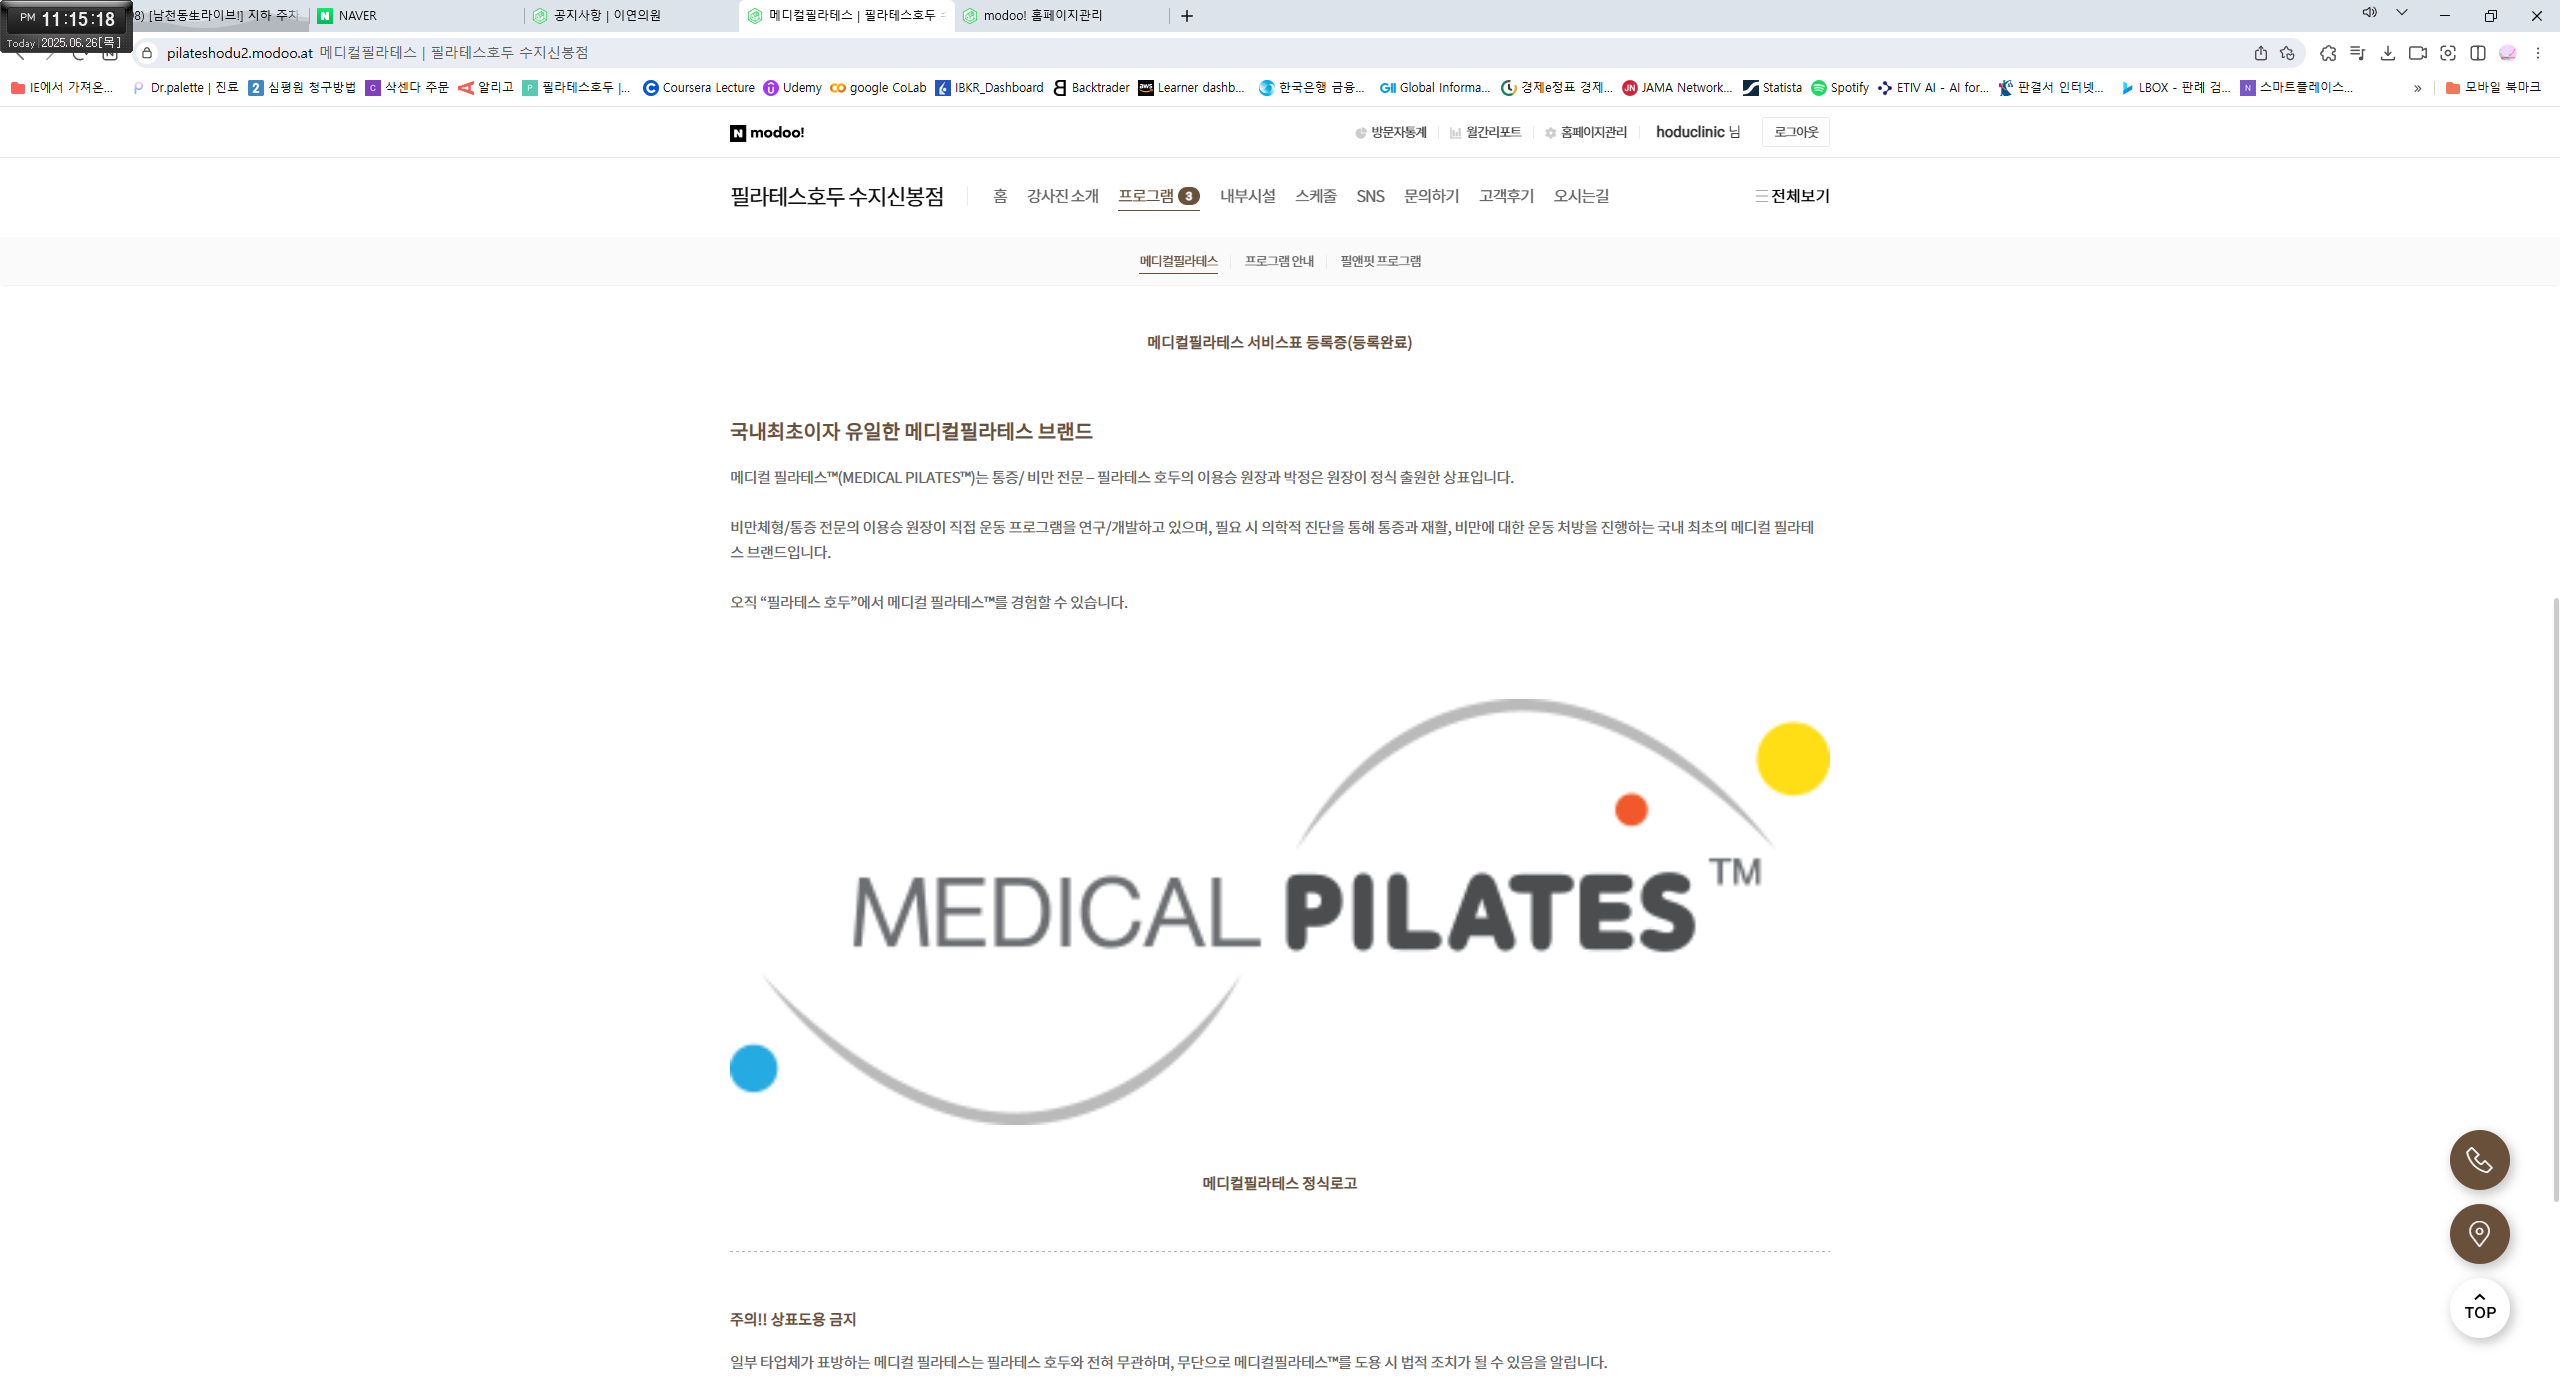 PM 11:15:18
Today 2025.06.26[목]
8) [남천동生라이브!] 지하 주차
NAVER
공지사항 | 이연의원
메디컬필라테스 | 필라테스호두
modoo! 홈페이지관리
pilateshodu2.modoo.at 메디컬필라테스 | 필라테스호두 수지신봉점
IE에서 가져온...
Dr.palette | 진료
심평원 청구방법
삭센다 주문
알리고
필라테스호두 |...
Coursera Lecture
Udemy
google CoLab
IBKR_Dashboard
Backtrader
Learner dashb...
한국은행 금융...
Global Informa...
경제e정표 경제...
JAMA Network...
Statista
Spotify
ETIV AI - AI for...
판결서 인터넷...
LBOX - 판례 검...
스마트플레이스...
모바일 북마크
modoo!
방문자통계
월간리포트
홈페이지관리
hoduclinic 님
로그아웃
필라테스호두 수지신봉점
홈
강사진 소개
프로그램 3
내부시설
스케줄
SNS
문의하기
고객후기
오시는길
전체보기
메디컬필라테스
프로그램 안내
필앤핏 프로그램
메디컬필라테스 서비스표 등록증(등록완료)
국내최초이자 유일한 메디컬필라테스 브랜드
메디컬 필라테스™(MEDICAL PILATES™)는 통증/ 비만 전문 – 필라테스 호두의 이용승 원장과 박정은 원장이 정식 출원한 상표입니다.
비만체형/통증 전문의 이용승 원장이 직접 운동 프로그램을 연구/개발하고 있으며, 필요 시 의학적 진단을 통해 통증과 재활, 비만에 대한 운동 처방을 진행하는 국내 최초의 메디컬 필라테
스 브랜드입니다.
오직 “필라테스 호두”에서 메디컬 필라테스™를 경험할 수 있습니다.
MEDICAL PILATES TM
메디컬필라테스 정식로고
주의!! 상표도용 금지
일부 타업체가 표방하는 메디컬 필라테스는 필라테스 호두와 전혀 무관하며, 무단으로 메디컬필라테스™를 도용 시 법적 조치가 될 수 있음을 알립니다.
TOP